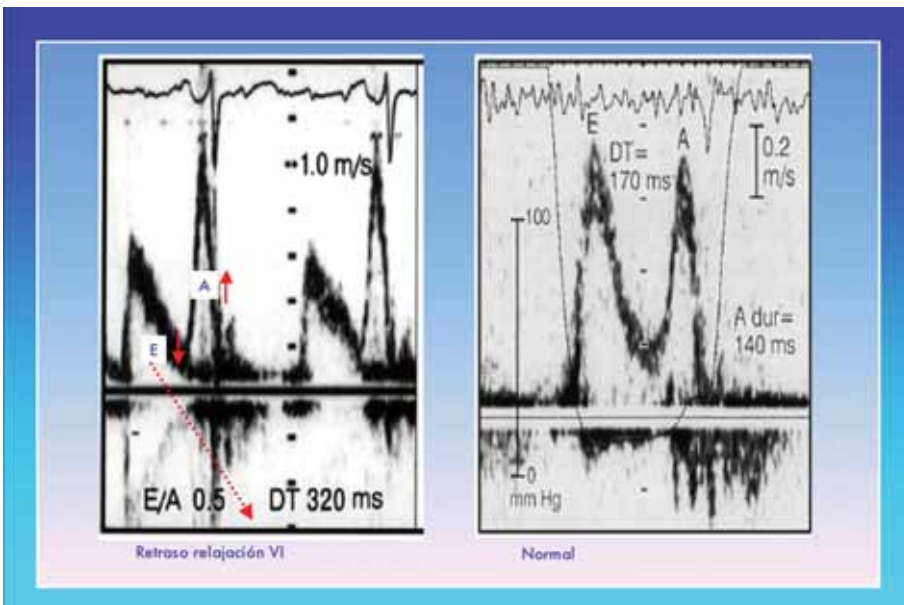 1.0 m/s
A
E
E/A 0.5 DT 320 ms
Retraso relajación VI
E
A
DT=
170 ms
0.2
m/s
100
A dur=
140 ms
0
mm Hg
Normal